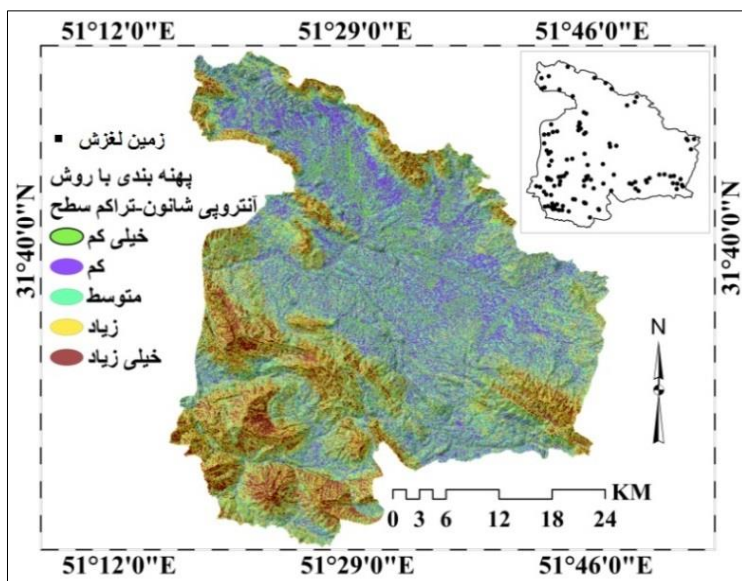 51°12'0"E 51°29'0"E 51°46'0"E
زمین لغزش
پهنه بندی با روش
آنتروپی شانون-تراکم سطح
خیلی کم
کم
متوسط
زیاد
خیلی زیاد
31°40'0"N
31°40'0"N
N
KM
0 3 6 12 18 24
51°12'0"E 51°29'0"E 51°46'0"E